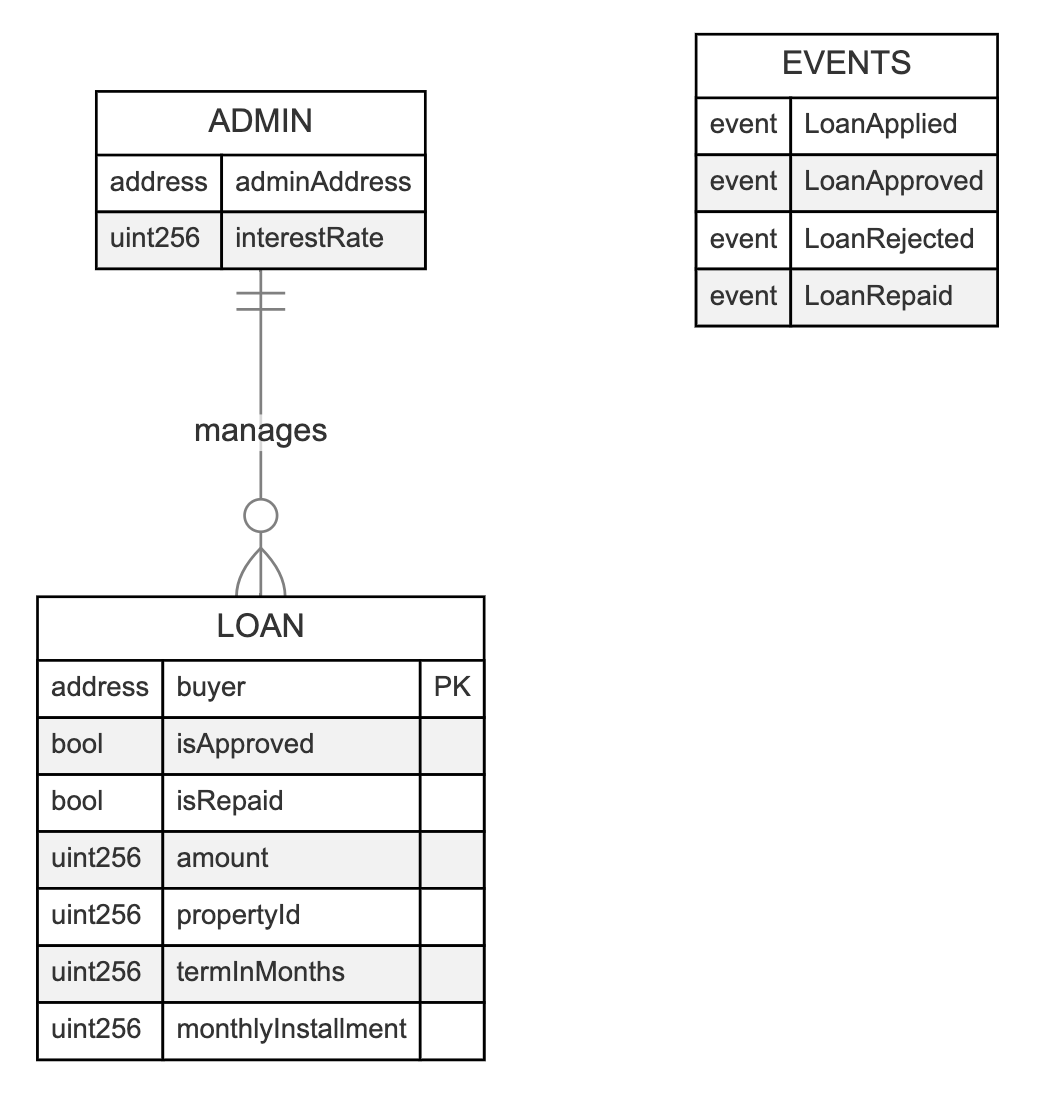 ADMIN
address adminAddress
uint256 interestRate
manages
LOAN
address buyer PK
bool isApproved
bool isRepaid
uint256 amount
uint256 propertyId
uint256 termInMonths
uint256 monthlyInstallment
EVENTS
event LoanApplied
event LoanApproved
event LoanRejected
event LoanRepaid